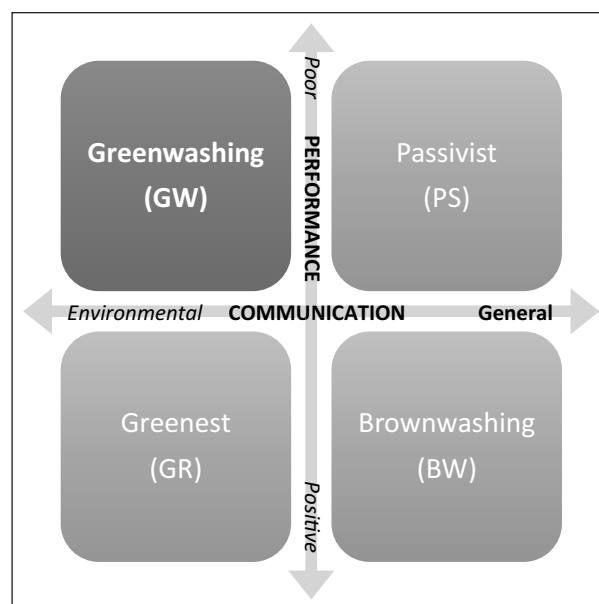 Poor
Greenwashing
(GW)
PERFORMANCE
Passivist
(PS)
Environmental COMMUNICATION General
Greenest
(GR)
Positive
Brownwashing
(BW)